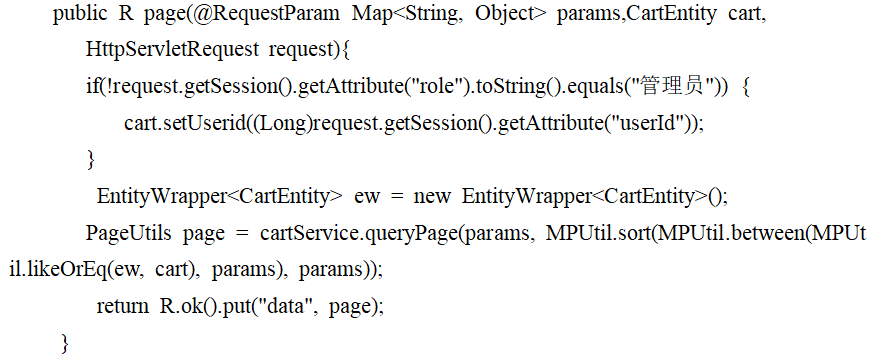 public R page(@RequestParam Map<String, Object> params,CartEntity cart,
HttpServletRequest request){
if(!request.getSession().getAttribute("role").toString().equals("管理员")) {
cart.setUserid((Long)request.getSession().getAttribute("userId"));
}
EntityWrapper<CartEntity> ew = new EntityWrapper<CartEntity>();
PageUtils page = cartService.queryPage(params, MPUtil.sort(MPUtil.between(MPUt
il.likeOrEq(ew, cart), params), params));
return R.ok().put("data", page);
}